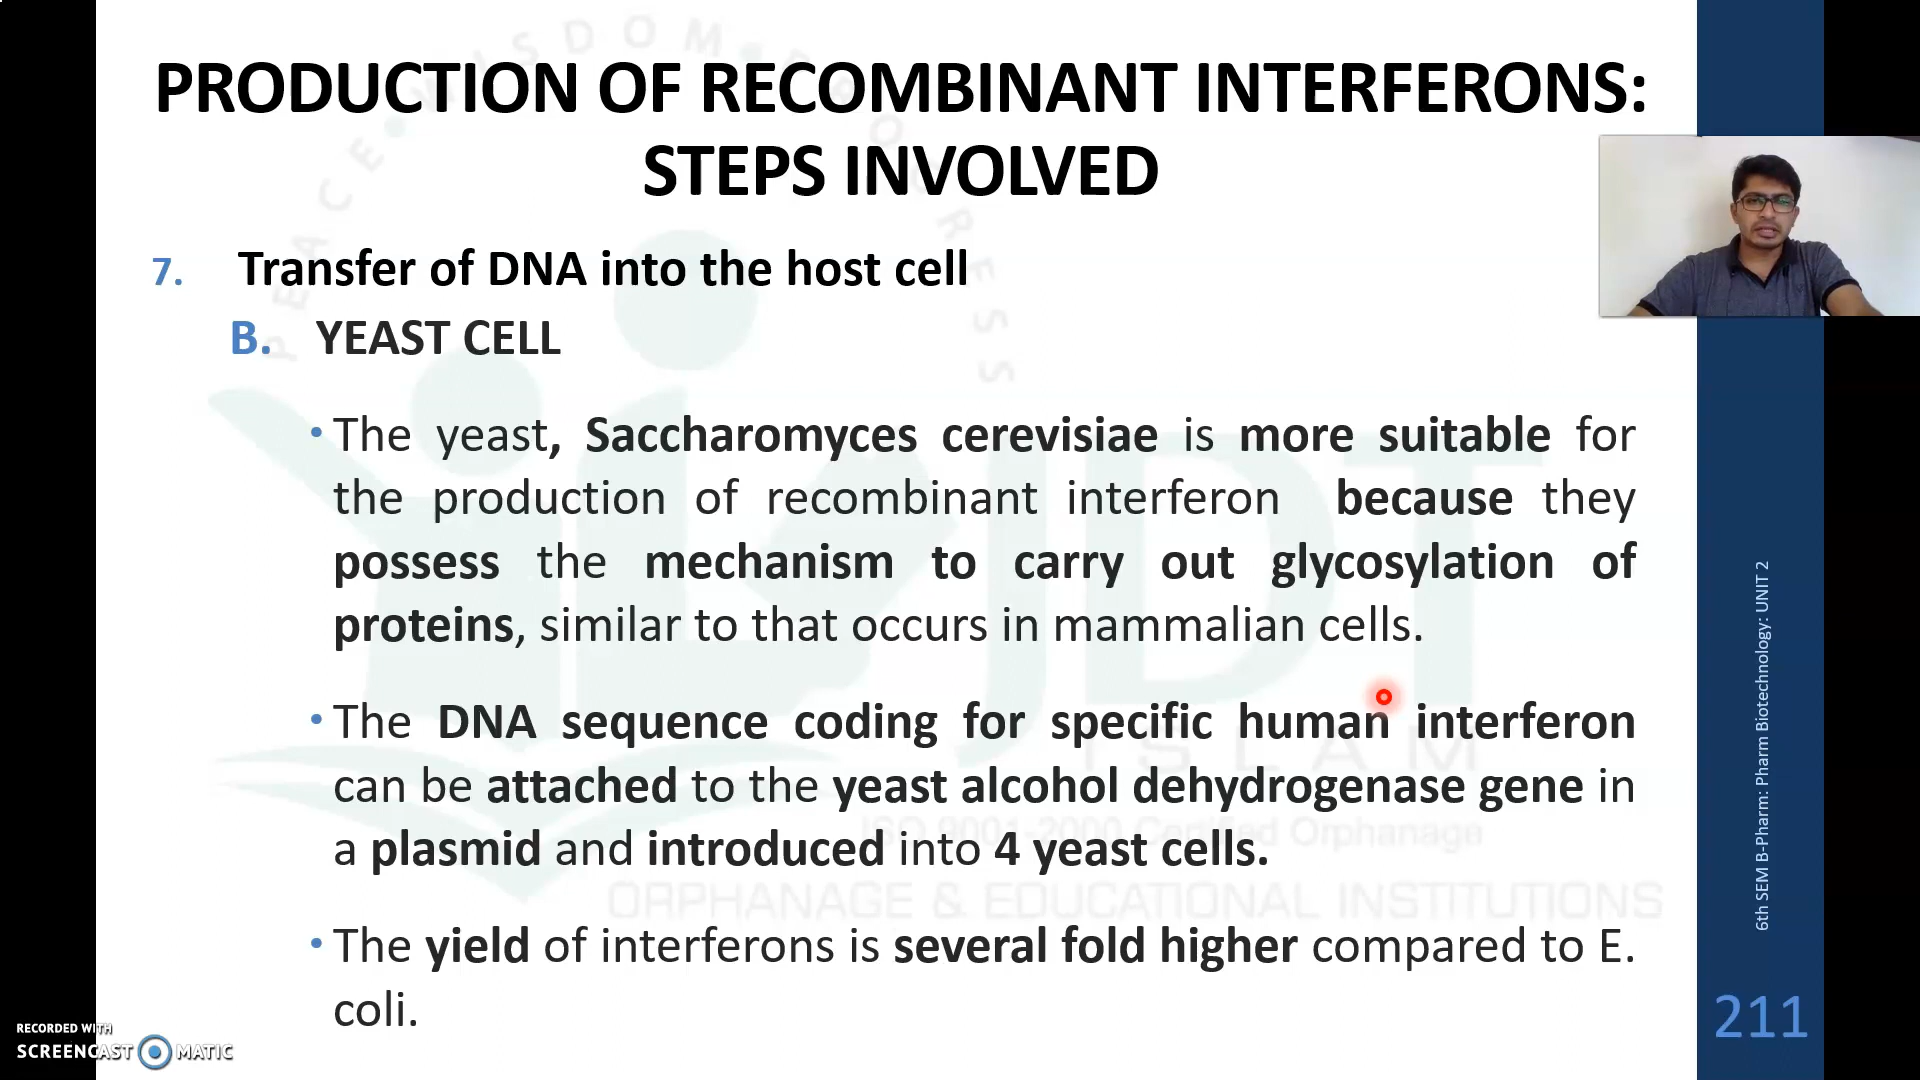 PEACE • WISDOM • PROGRESS
PRODUCTION OF RECOMBINANT INTERFERONS:
STEPS INVOLVED
7. Transfer of DNA into the host cell
B. YEAST CELL
• The yeast, Saccharomyces cerevisiae is more suitable for
the production of recombinant interferon because they
possess the mechanism to carry out glycosylation of
proteins, similar to that occurs in mammalian cells.
• The DNA sequence coding for specific human interferon
can be attached to the yeast alcohol dehydrogenase gene in
a plasmid and introduced into 4 yeast cells.
• The yield of interferons is several fold higher compared to E.
coli.
JDT
ISLAM
ISO 9001-2000 Certified Orphanage
ORPHANAGE & EDUCATIONAL INSTITUTIONS
6th SEM B-Pharm: Pharm Biotechnology: UNIT 2
211
RECORDED WITH
SCREENCAST MATIC